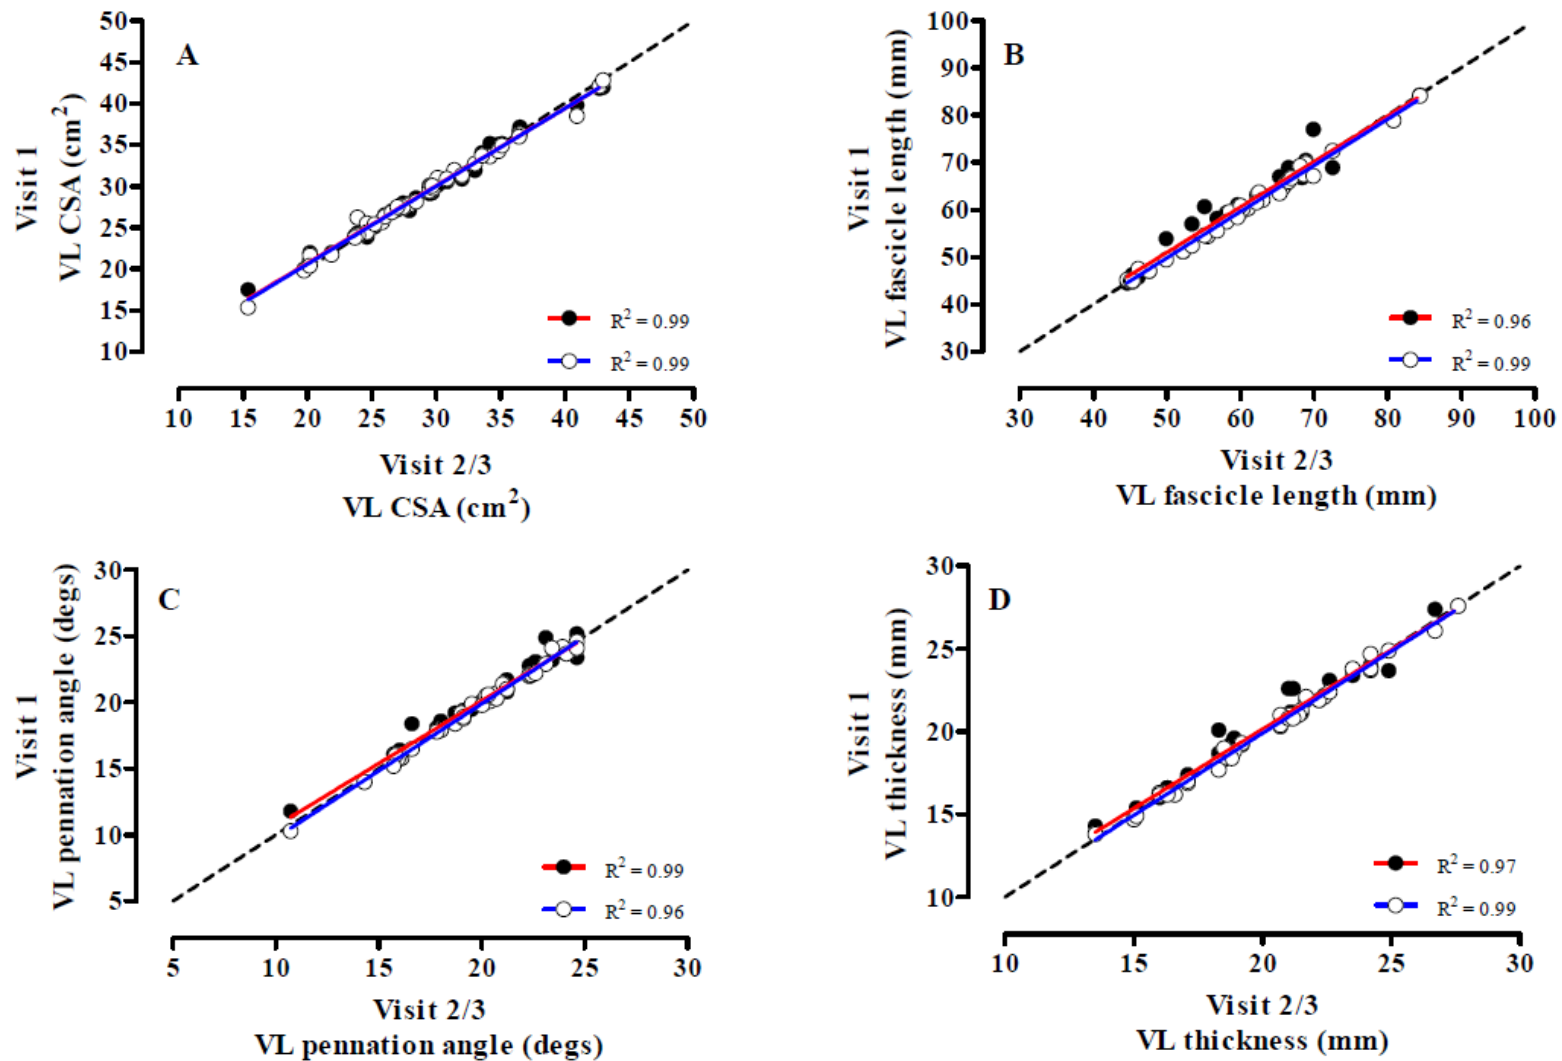 A
Visit 1
VL CSA (cm²)
50
45
40
35
30
25
20
15
10
R² = 0.99
R² = 0.99
10 15 20 25 30 35 40 45 50
Visit 2/3
VL CSA (cm²)
B
Visit 1
VL fascicle length (mm)
100
90
80
70
60
50
40
30
R² = 0.96
R² = 0.99
30 40 50 60 70 80 90 100
Visit 2/3
VL fascicle length (mm)
C
Visit 1
VL pennation angle (degs)
30
25
20
15
10
5
R² = 0.99
R² = 0.96
5 10 15 20 25 30
Visit 2/3
VL pennation angle (degs)
D
Visit 1
VL thickness (mm)
30
25
20
15
10
R² = 0.97
R² = 0.99
10 15 20 25 30
Visit 2/3
VL thickness (mm)